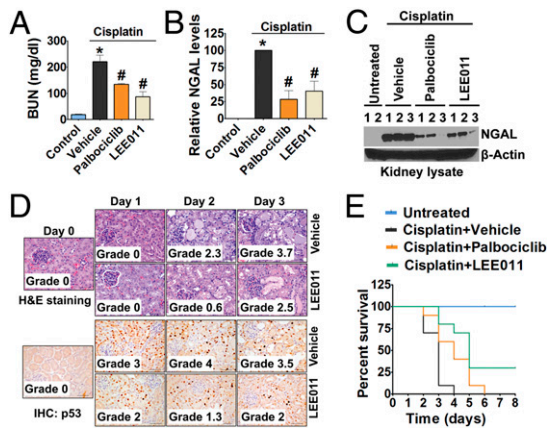 A
Cisplatin
BUN (mg/dl)
300
200
100
0
*
#
#
Control
Vehicle
Palbociclib
LEE011
B
Cisplatin
Relative NGAL levels
100
75
50
25
0
*
#
#
Control
Vehicle
Palbociclib
LEE011
C
Cisplatin
Untreated
Vehicle
Palbociclib
LEE011
1 2 1 2 3 1 2 3 1 2 3
NGAL
β-Actin
Kidney lysate
D
Day 0
Day 1
Day 2
Day 3
Grade 0
H&E staining
Grade 0
Grade 2.3
Grade 3.7
Vehicle
Grade 0
Grade 0.6
Grade 2.5
LEE011
Grade 0
IHC: p53
Grade 3
Grade 4
Grade 3.5
Vehicle
Grade 2
Grade 1.3
Grade 2
LEE011
E
Untreated
Cisplatin+Vehicle
Cisplatin+Palbociclib
Cisplatin+LEE011
Percent survival
100
75
50
25
0
0 1 2 3 4 5 6 7 8
Time (days)